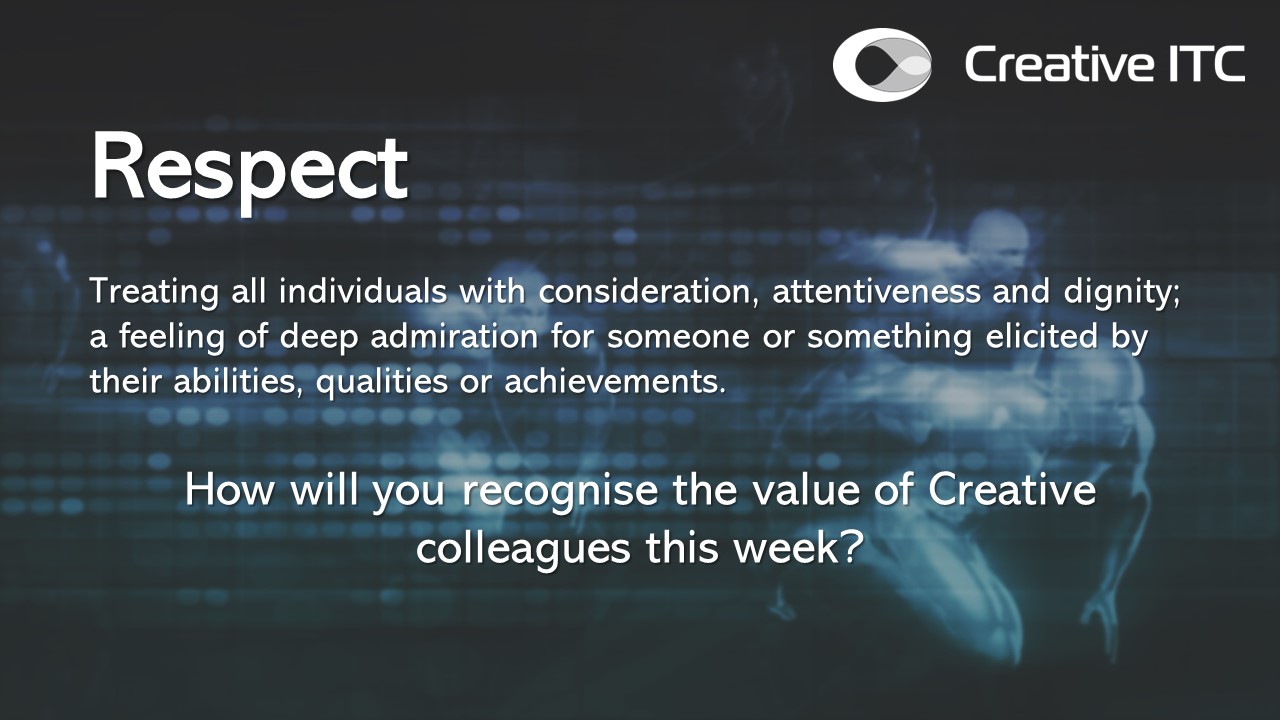 Creative ITC
Respect
Treating all individuals with consideration, attentiveness and dignity;
a feeling of deep admiration for someone or something elicited by
their abilities, qualities or achievements.
How will you recognise the value of Creative
colleagues this week?